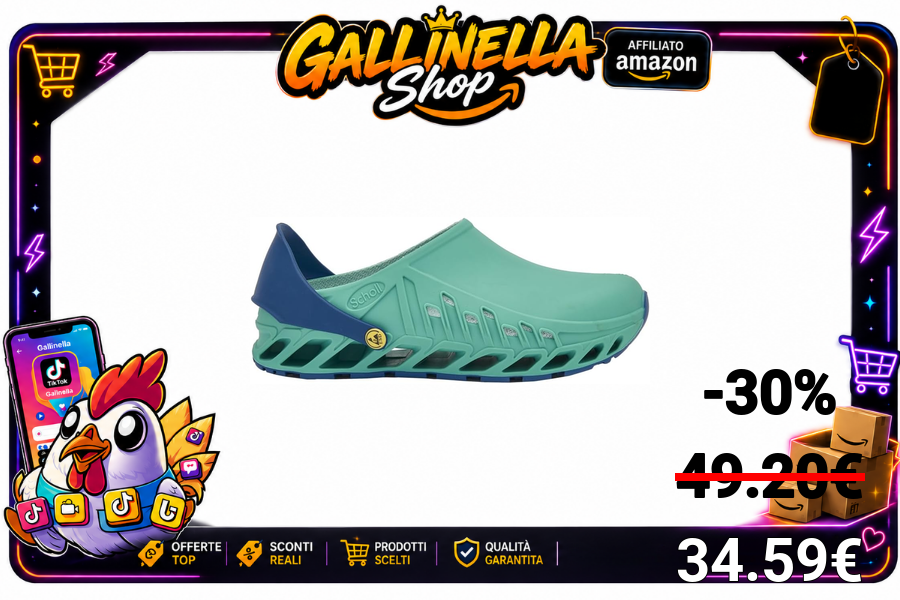 GALLINELLA
Shop
AFFILIATO
amazon
Scholl
Gallinella
TikTok
Gallinella
-30%
49.20€
34.59€
OFFERTE
TOP
SCONTI
REALI
PRODOTTI
SCELTI
QUALITÀ
GARANTITA